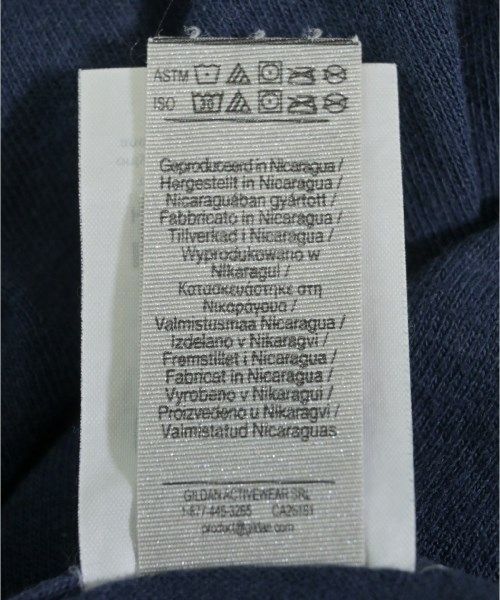 ASTM
ISO
Geproduceerd in Nicaragua /
Hergestellt in Nicaragua /
Nicaraguában gyártott /
Fabbricato in Nicaragua /
Tillverkad i Nicaragua /
Wyprodukowano w
Nikaragui /
Κατασκευάστηκε στη
Νικαράγουα /
Valmistusmaa Nicaragua /
Izdelano v Nikaragvi /
Fremstillet i Nicaragua /
Fabricat in Nicaragua /
Vyrobeno v Nikaragui /
Proizvedeno u Nikaragvi /
Valmistatud Nicaraguas
GILDAN ACTIVEWEAR SRL
1-877-445-3265 CA26181
product@gildan.com